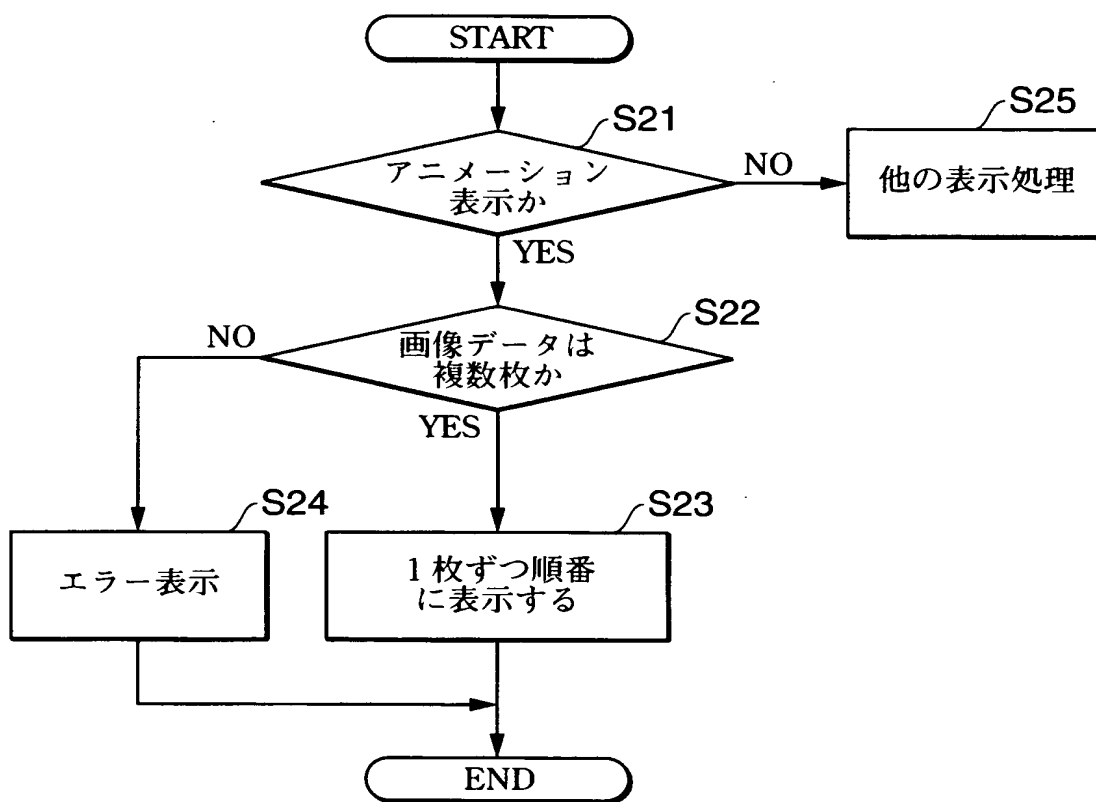 START
S21
アニメーション
表示か
NO
S25
他の表示処理
YES
S22
画像データは
複数枚か
NO
YES
S24
エラー表示
S23
1枚ずつ順番
に表示する
END